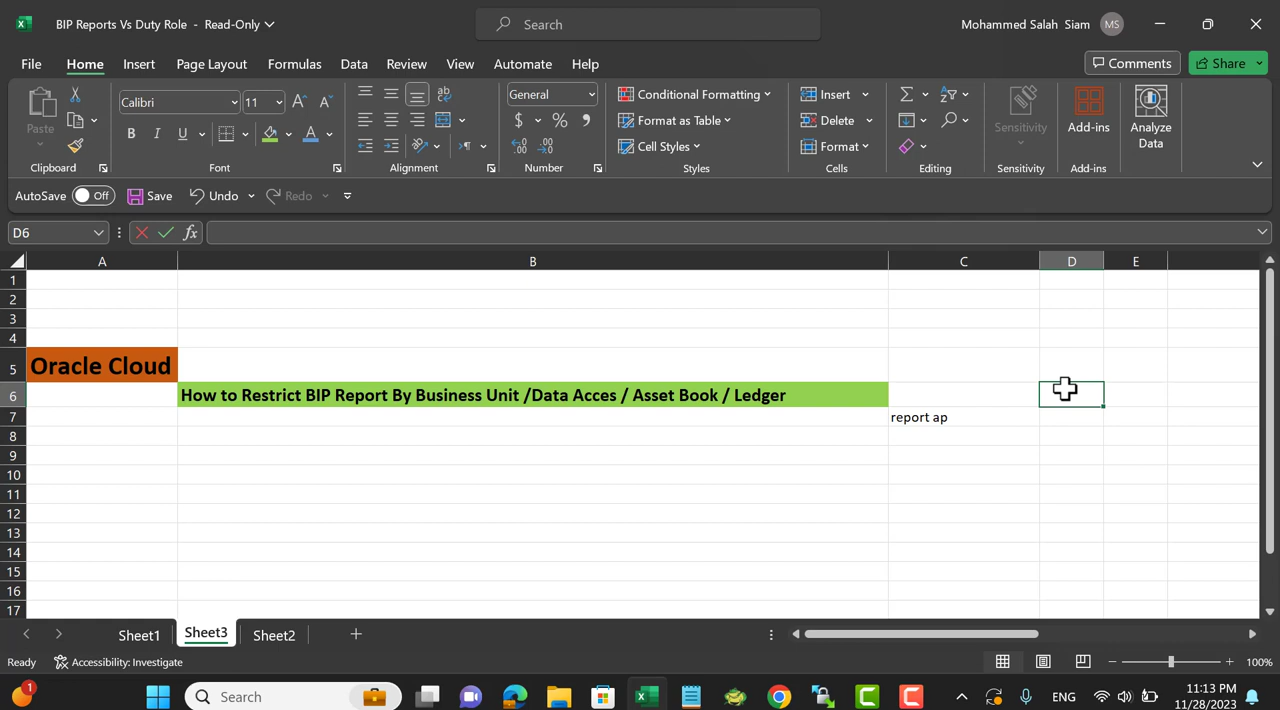 BIP Reports Vs Duty Role - Read-Only
Search
Mohammed Salah Siam
MS
File
Home
Insert
Page Layout
Formulas
Data
Review
View
Automate
Help
Comments
Share
Paste
Clipboard
Calibri
11
B I U
Font
Alignment
General
Number
Conditional Formatting
Format as Table
Cell Styles
Styles
Insert
Delete
Format
Cells
Editing
Sensitivity
Sensitivity
Add-ins
Add-ins
Analyze
Data
AutoSave Off
Save
Undo
Redo
D6
fx
A B C D E
1
2
3
4
5 Oracle Cloud
6 How to Restrict BIP Report By Business Unit /Data Acces / Asset Book / Ledger
7 report ap
8
9
10
11
12
13
14
15
16
17
Sheet1 Sheet3 Sheet2
Ready
Accessibility: Investigate
100%
1
Search
ENG
11:13 PM
11/28/2023